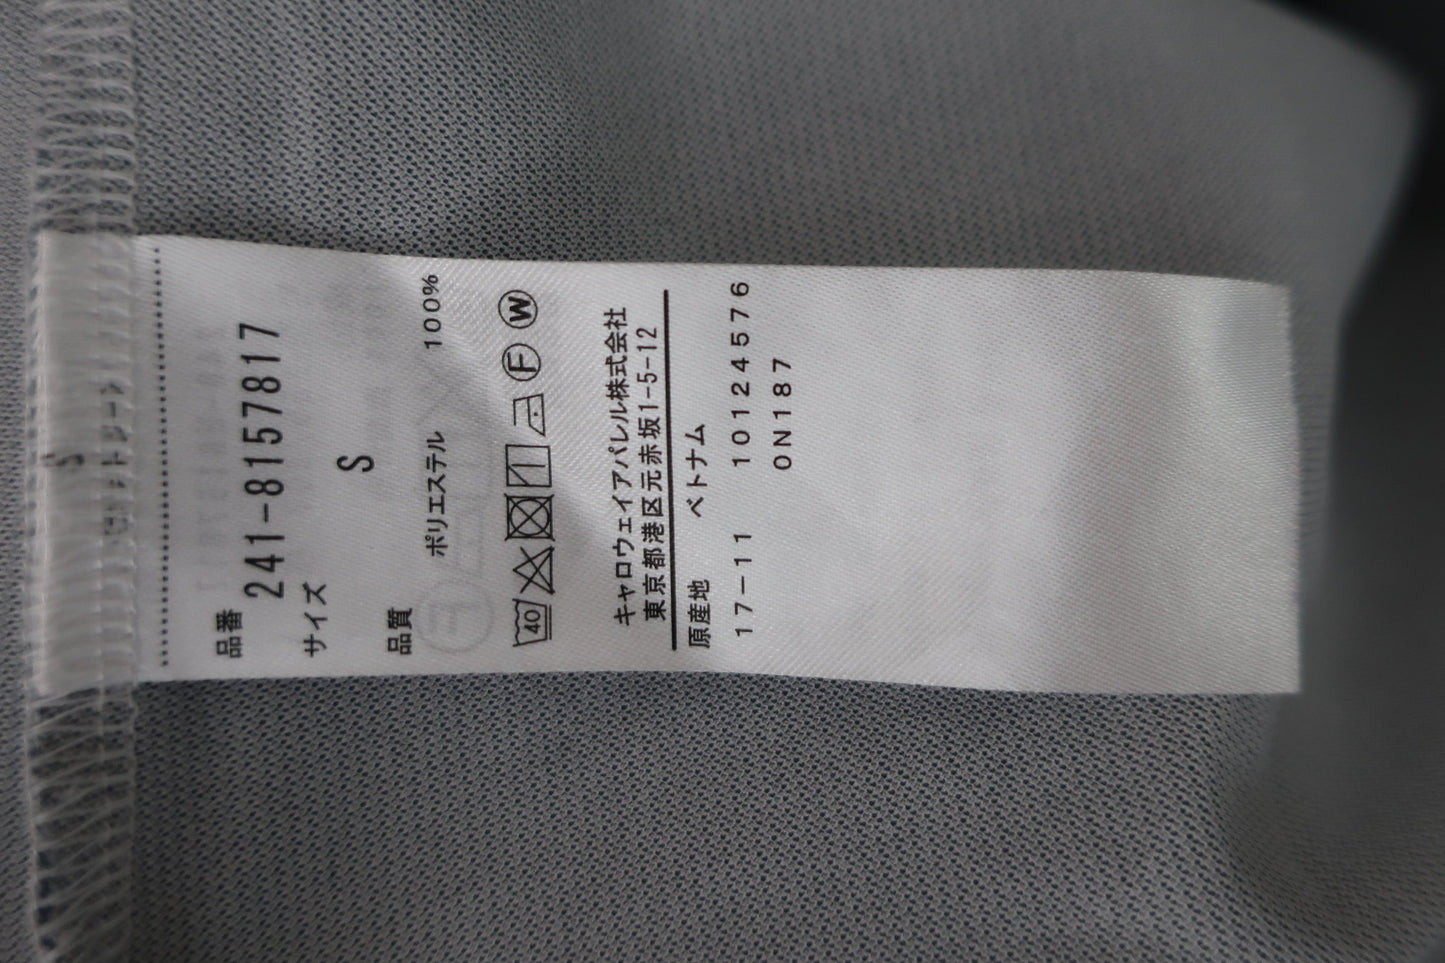 品番
241-8157817
サイズ
S
品質
ポリエステル 100%
40 F W
キャロウェイアパレル株式会社
東京都港区元赤坂1-5-12
原産地 ベトナム
17-11 10124576
0N187